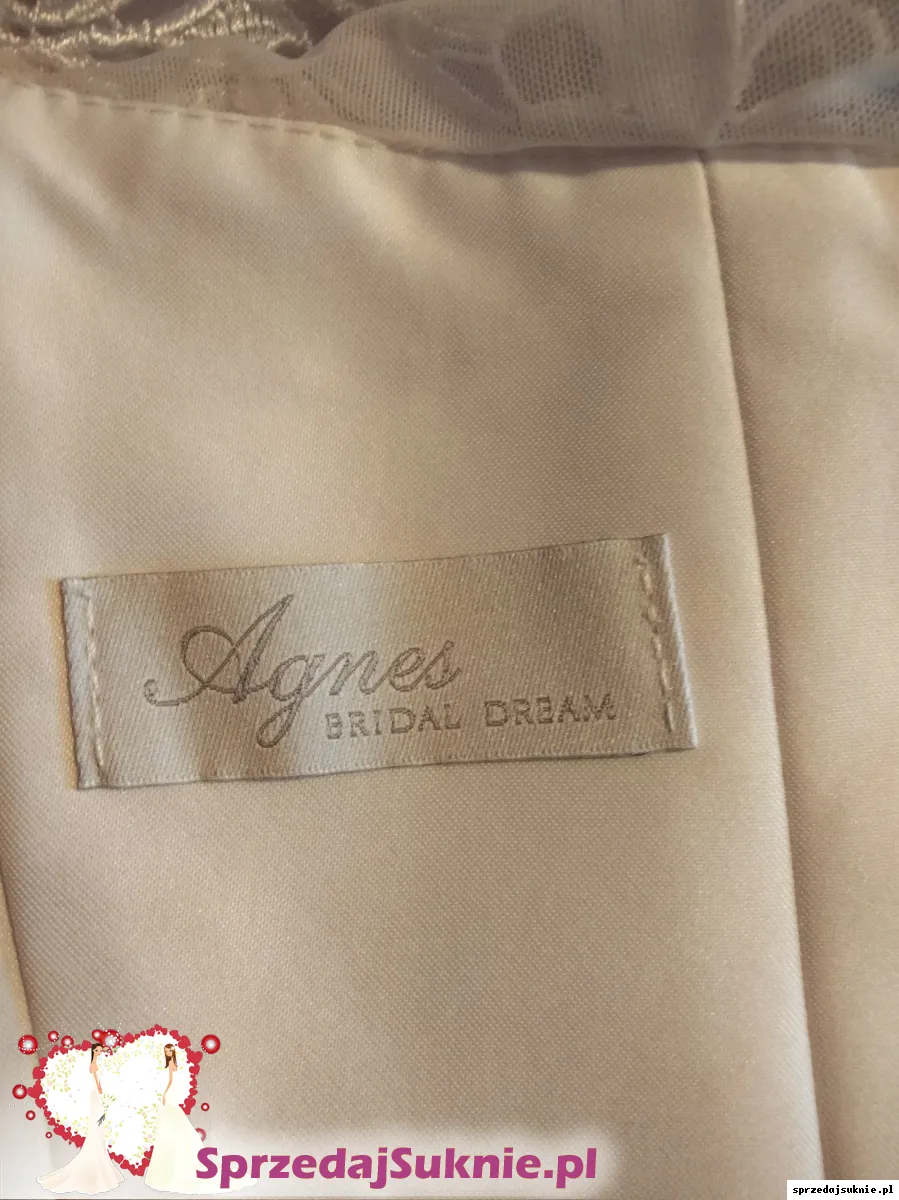 Agnes
BRIDAL DREAM
SprzedajSuknie.pl
sprzedajsuknie.pl